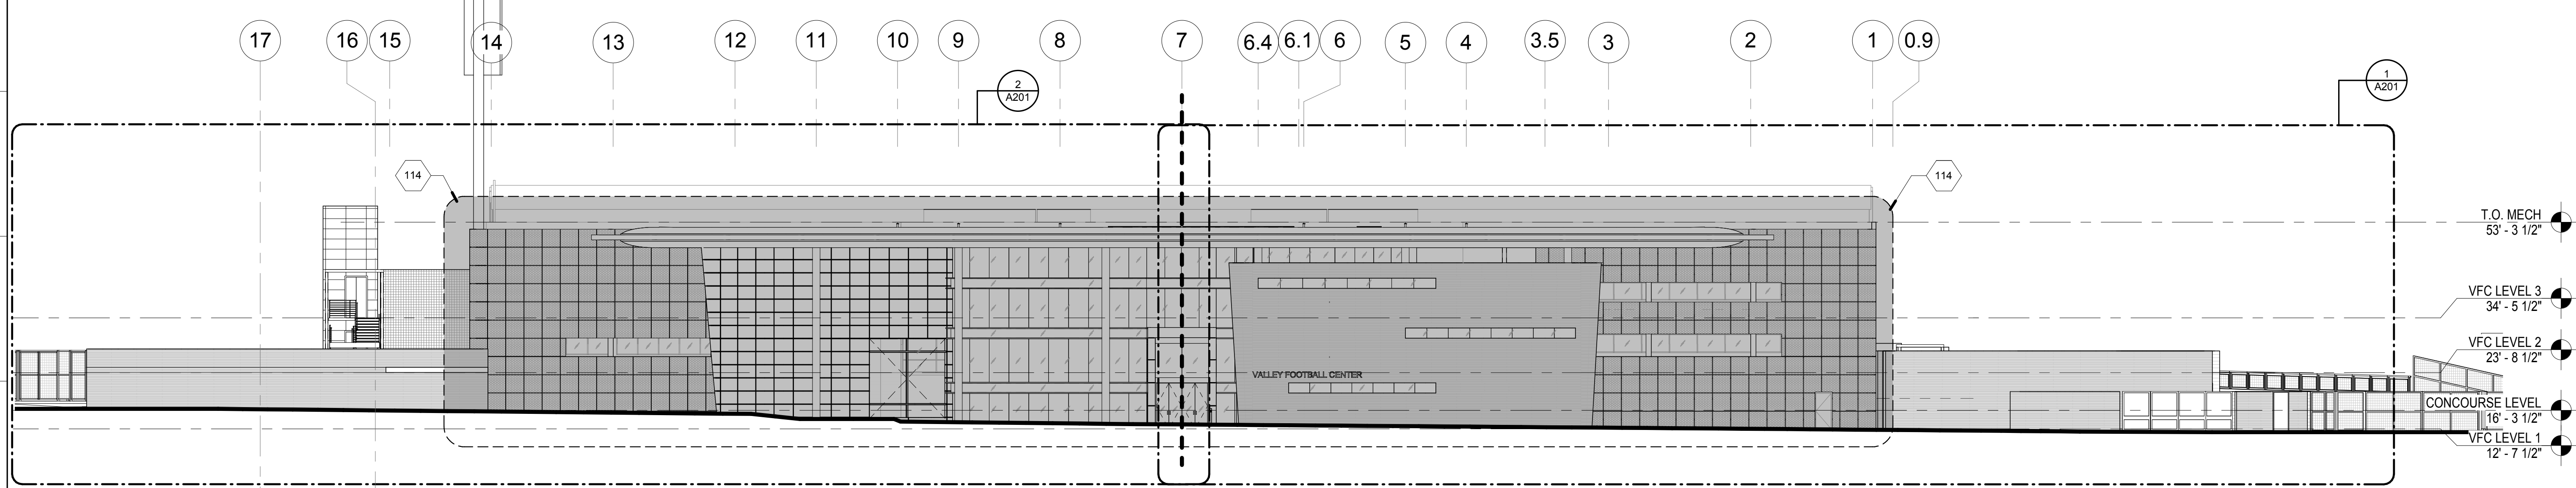 17
16
15
14
13
12
11
10
9
8
7
6.4
6.1
6
5
4
3.5
3
2
1
0.9
2
A201
1
A201
114
114
T.O. MECH
53' - 3 1/2"
VFC LEVEL 3
34' - 5 1/2"
VFC LEVEL 2
23' - 8 1/2"
VALLEY FOOTBALL CENTER
CONCOURSE LEVEL
16' - 3 1/2"
VFC LEVEL 1
12' - 7 1/2"